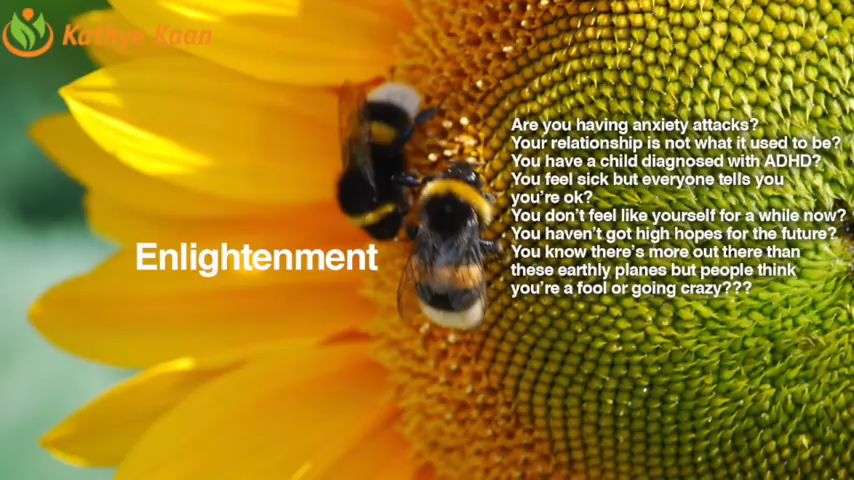 Kathye Kaan
Are you having anxiety attacks?
Your relationship is not what it used to be?
You have a child diagnosed with ADHD?
You feel sick but everyone tells you
you're ok?
You don't feel like yourself for a while now?
You haven't got high hopes for the future?
You know there's more out there than
these earthly planes but people think
you're a fool or going crazy???
Enlightenment